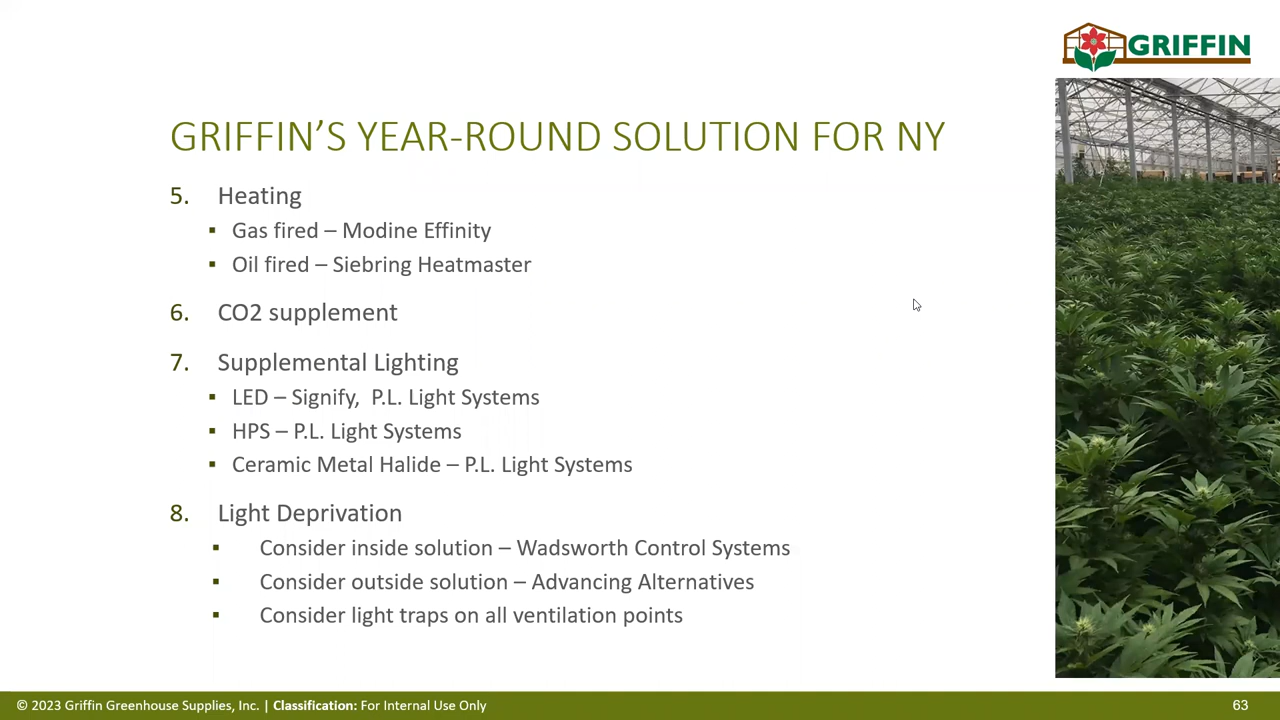 GRIFFIN
GRIFFIN'S YEAR-ROUND SOLUTION FOR NY
5. Heating
▪ Gas fired – Modine Effinity
▪ Oil fired – Siebring Heatmaster
6. CO2 supplement
7. Supplemental Lighting
▪ LED – Signify, P.L. Light Systems
▪ HPS – P.L. Light Systems
▪ Ceramic Metal Halide – P.L. Light Systems
8. Light Deprivation
▪ Consider inside solution – Wadsworth Control Systems
▪ Consider outside solution – Advancing Alternatives
▪ Consider light traps on all ventilation points
© 2023 Griffin Greenhouse Supplies, Inc. | Classification: For Internal Use Only
63